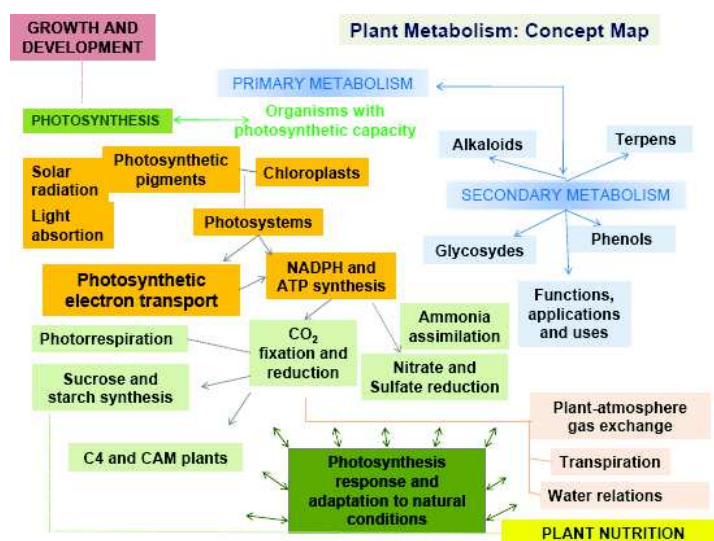 GROWTH AND
DEVELOPMENT
Plant Metabolism: Concept Map
PRIMARY METABOLISM
PHOTOSYNTHESIS
Organisms with
photosynthetic capacity
Alkaloids
Terpens
Solar
radiation
Photosynthetic
pigments
Chloroplasts
SECONDARY METABOLISM
Light
absortion
Photosystems
Glycosydes
Phenols
Photosynthetic
electron transport
NADPH and
ATP synthesis
Functions,
applications
and uses
Ammonia
assimilation
Photorrespiration
CO2
fixation and
reduction
Nitrate and
Sulfate reduction
Sucrose and
starch synthesis
Plant-atmosphere
gas exchange
C4 and CAM plants
Photosynthesis
response and
adaptation to natural
conditions
Transpiration
Water relations
PLANT NUTRITION